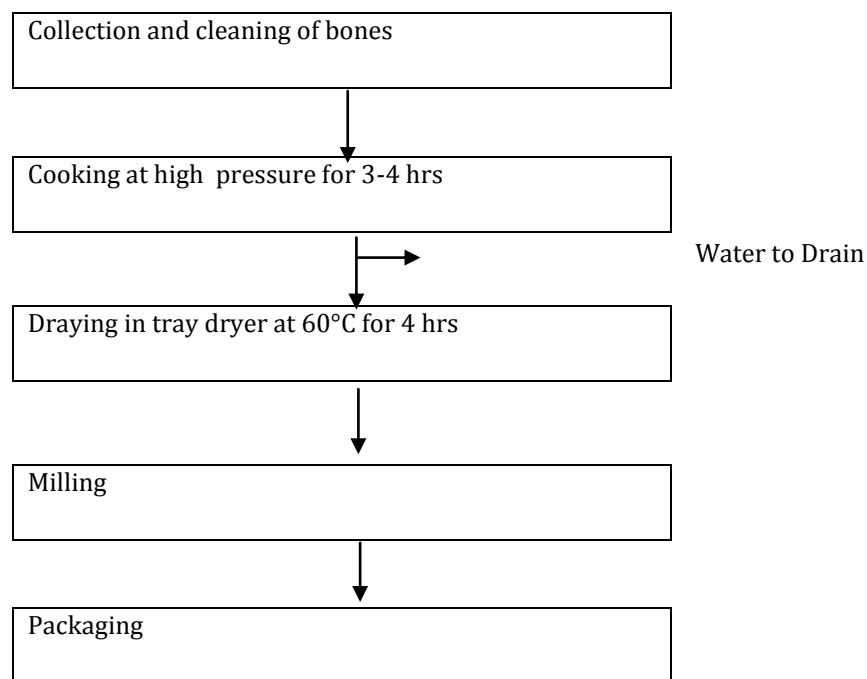 Collection and cleaning of bones
Cooking at high  pressure for 3-4 hrs
Water to Drain
Draying in tray dryer at 60°C for 4 hrs
Milling
Packaging